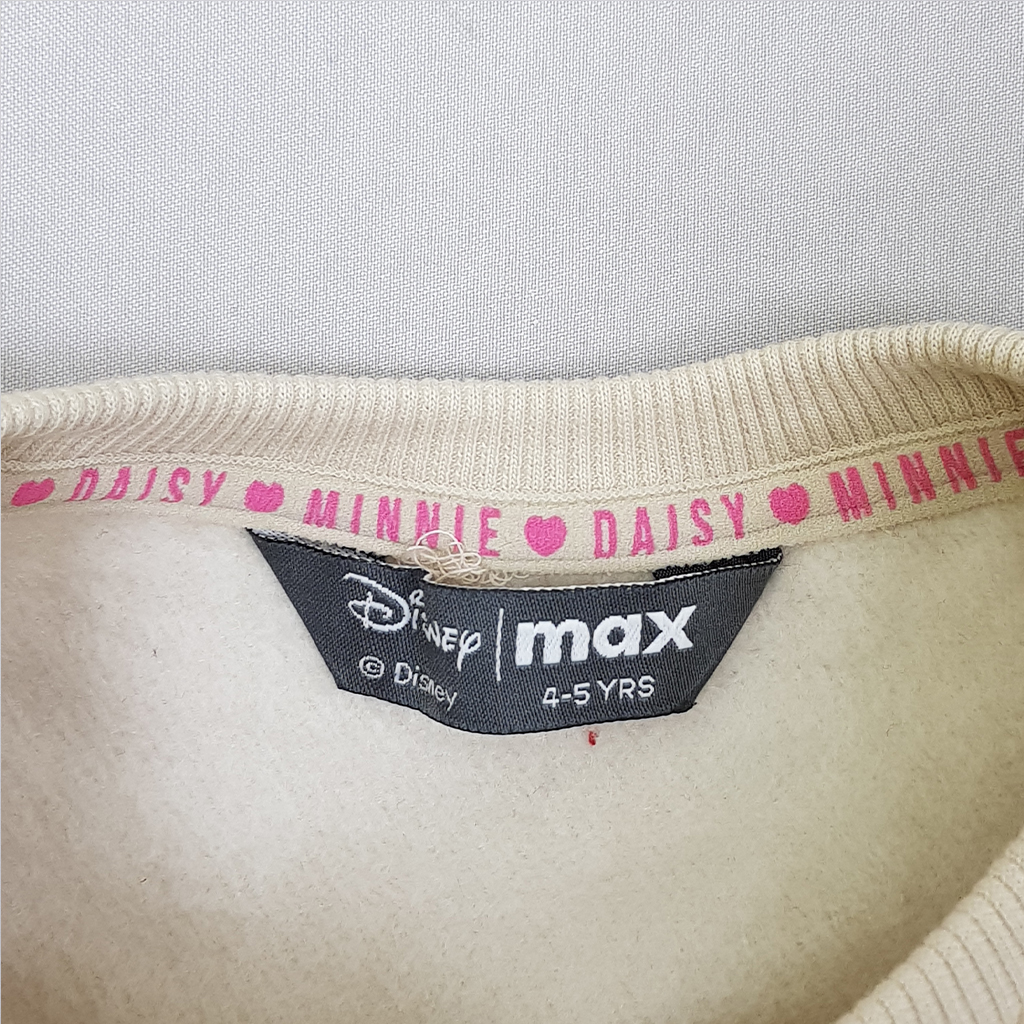 DAISY MINNIE DAISY MINNIE
Disney | max
© Disney 4-5 YRS